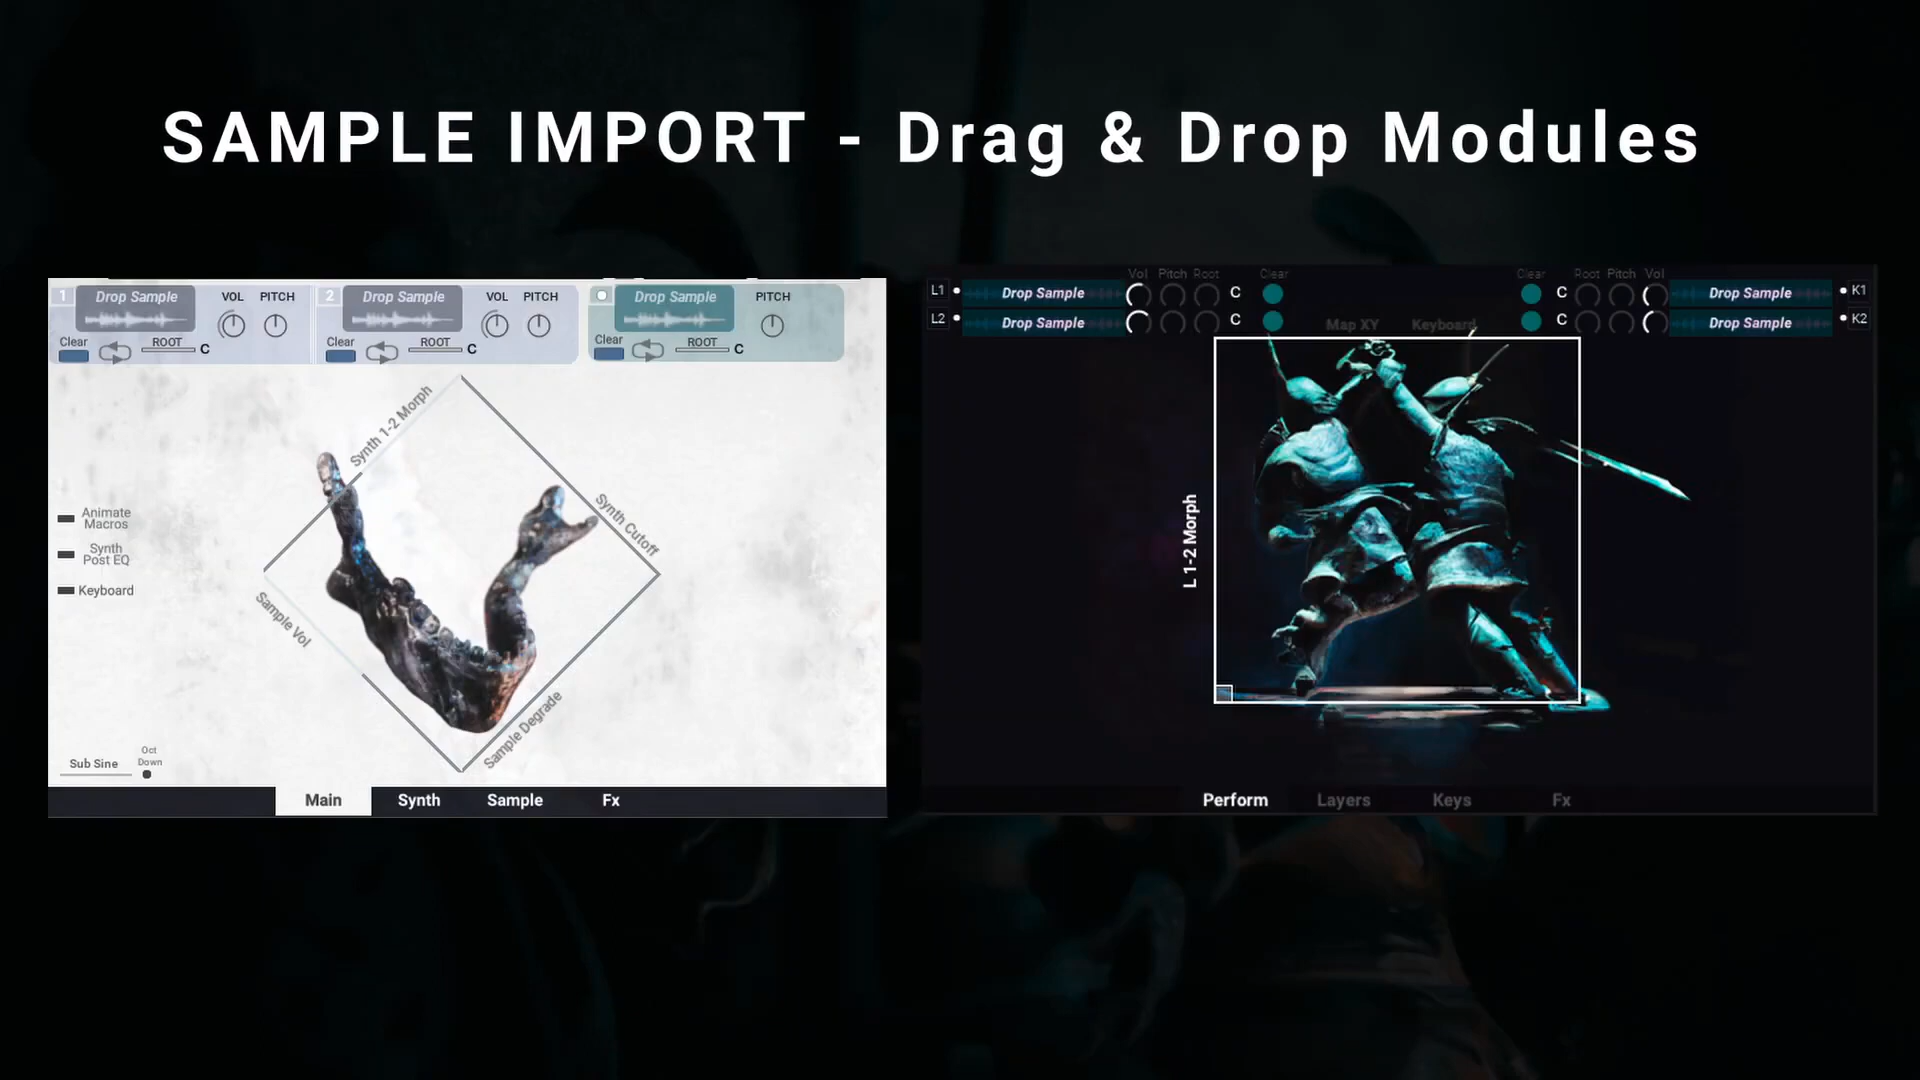 SAMPLE IMPORT - Drag & Drop Modules
1 Drop Sample VOL PITCH
Clear ROOT C
2 Drop Sample VOL PITCH
Clear ROOT C
Drop Sample PITCH
Clear ROOT C
Synth 1-2 Morph
Synth Cutoff
Sample Vol
Sample Degrade
Animate
Macros
Synth
Post EQ
Keyboard
Sub Sine
Oct
Down
Main Synth Sample Fx
Vol Pitch Root Clear Clear Root Pitch Vol
L1 Drop Sample C C Drop Sample K1
L2 Drop Sample C C Drop Sample K2
Map XY Keyboard
L 1-2 Morph
Perform Layers Keys Fx